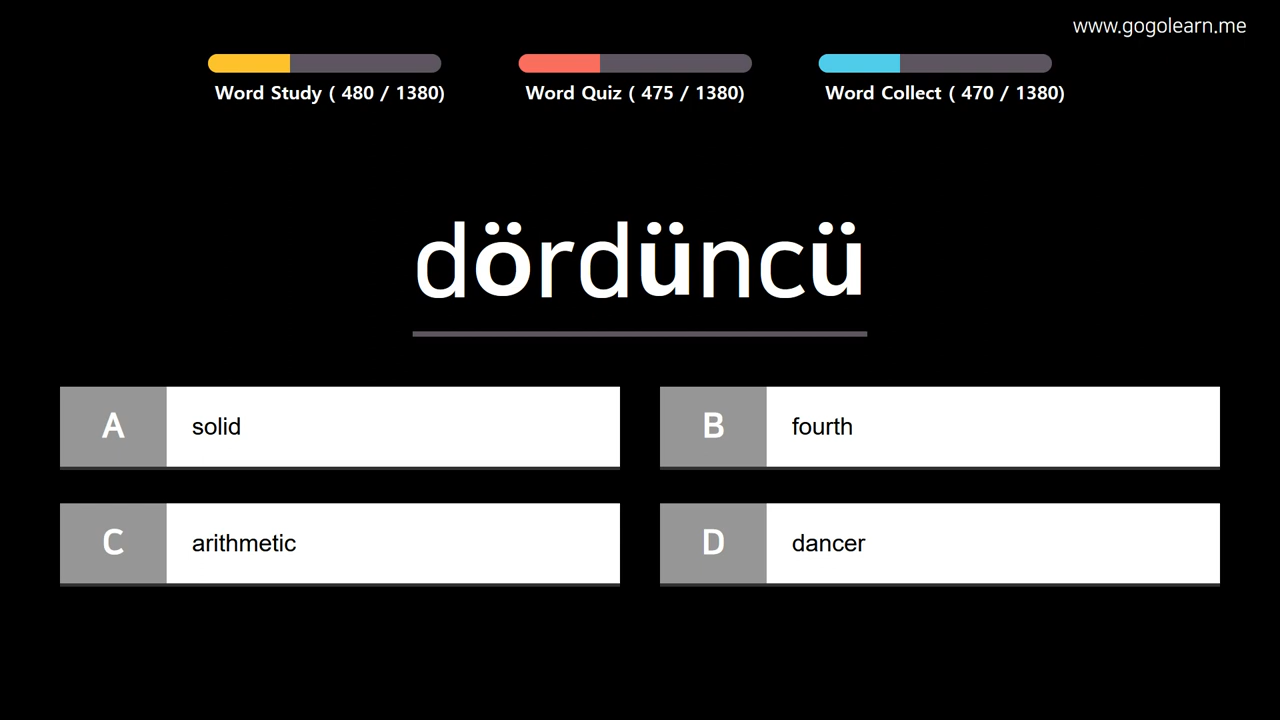 www.gogolearn.me
Word Study ( 480 / 1380)
Word Quiz ( 475 / 1380)
Word Collect ( 470 / 1380)
dördüncü
A solid
B fourth
C arithmetic
D dancer